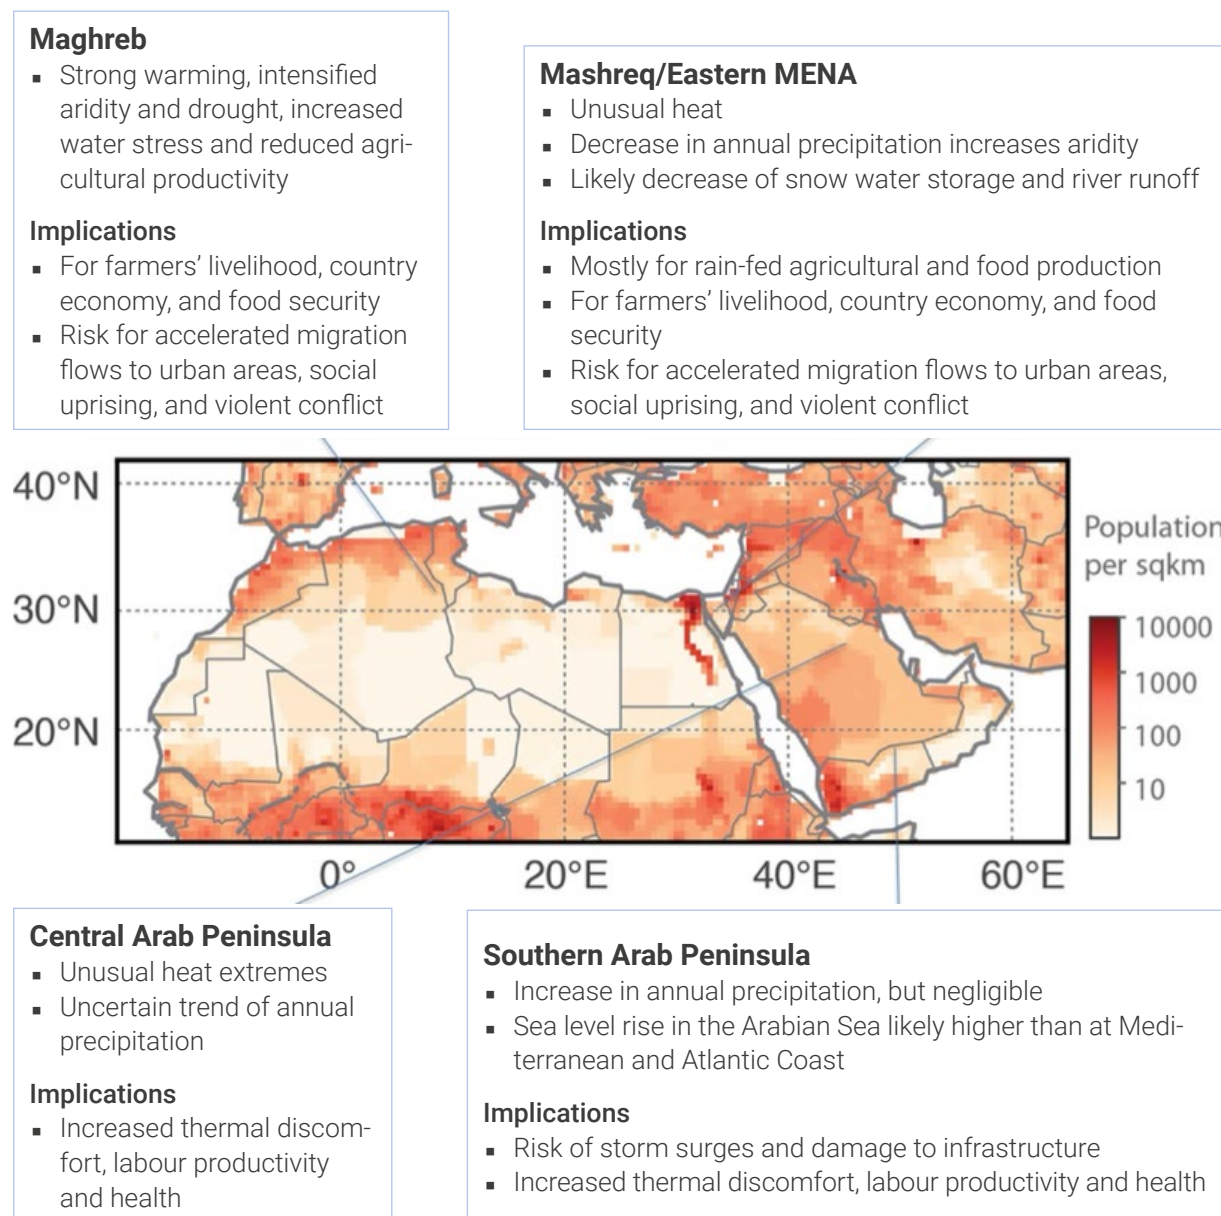 Maghreb
▪ Strong warming, intensified
aridity and drought, increased
water stress and reduced agri-
cultural productivity
Implications
▪ For farmers’ livelihood, country
economy, and food security
▪ Risk for accelerated migration
flows to urban areas, social
uprising, and violent conflict
Mashreq/Eastern MENA
▪ Unusual heat
▪ Decrease in annual precipitation increases aridity
▪ Likely decrease of snow water storage and river runoff
Implications
▪ Mostly for rain-fed agricultural and food production
▪ For farmers’ livelihood, country economy, and food
security
▪ Risk for accelerated migration flows to urban areas,
social uprising, and violent conflict
40°N
30°N
20°N
0°
20°E
40°E
60°E
Population
per sqkm
10000
1000
100
10
Central Arab Peninsula
▪ Unusual heat extremes
▪ Uncertain trend of annual
precipitation
Implications
▪ Increased thermal discom-
fort, labour productivity
and health
Southern Arab Peninsula
▪ Increase in annual precipitation, but negligible
▪ Sea level rise in the Arabian Sea likely higher than at Medi-
terranean and Atlantic Coast
Implications
▪ Risk of storm surges and damage to infrastructure
▪ Increased thermal discomfort, labour productivity and health